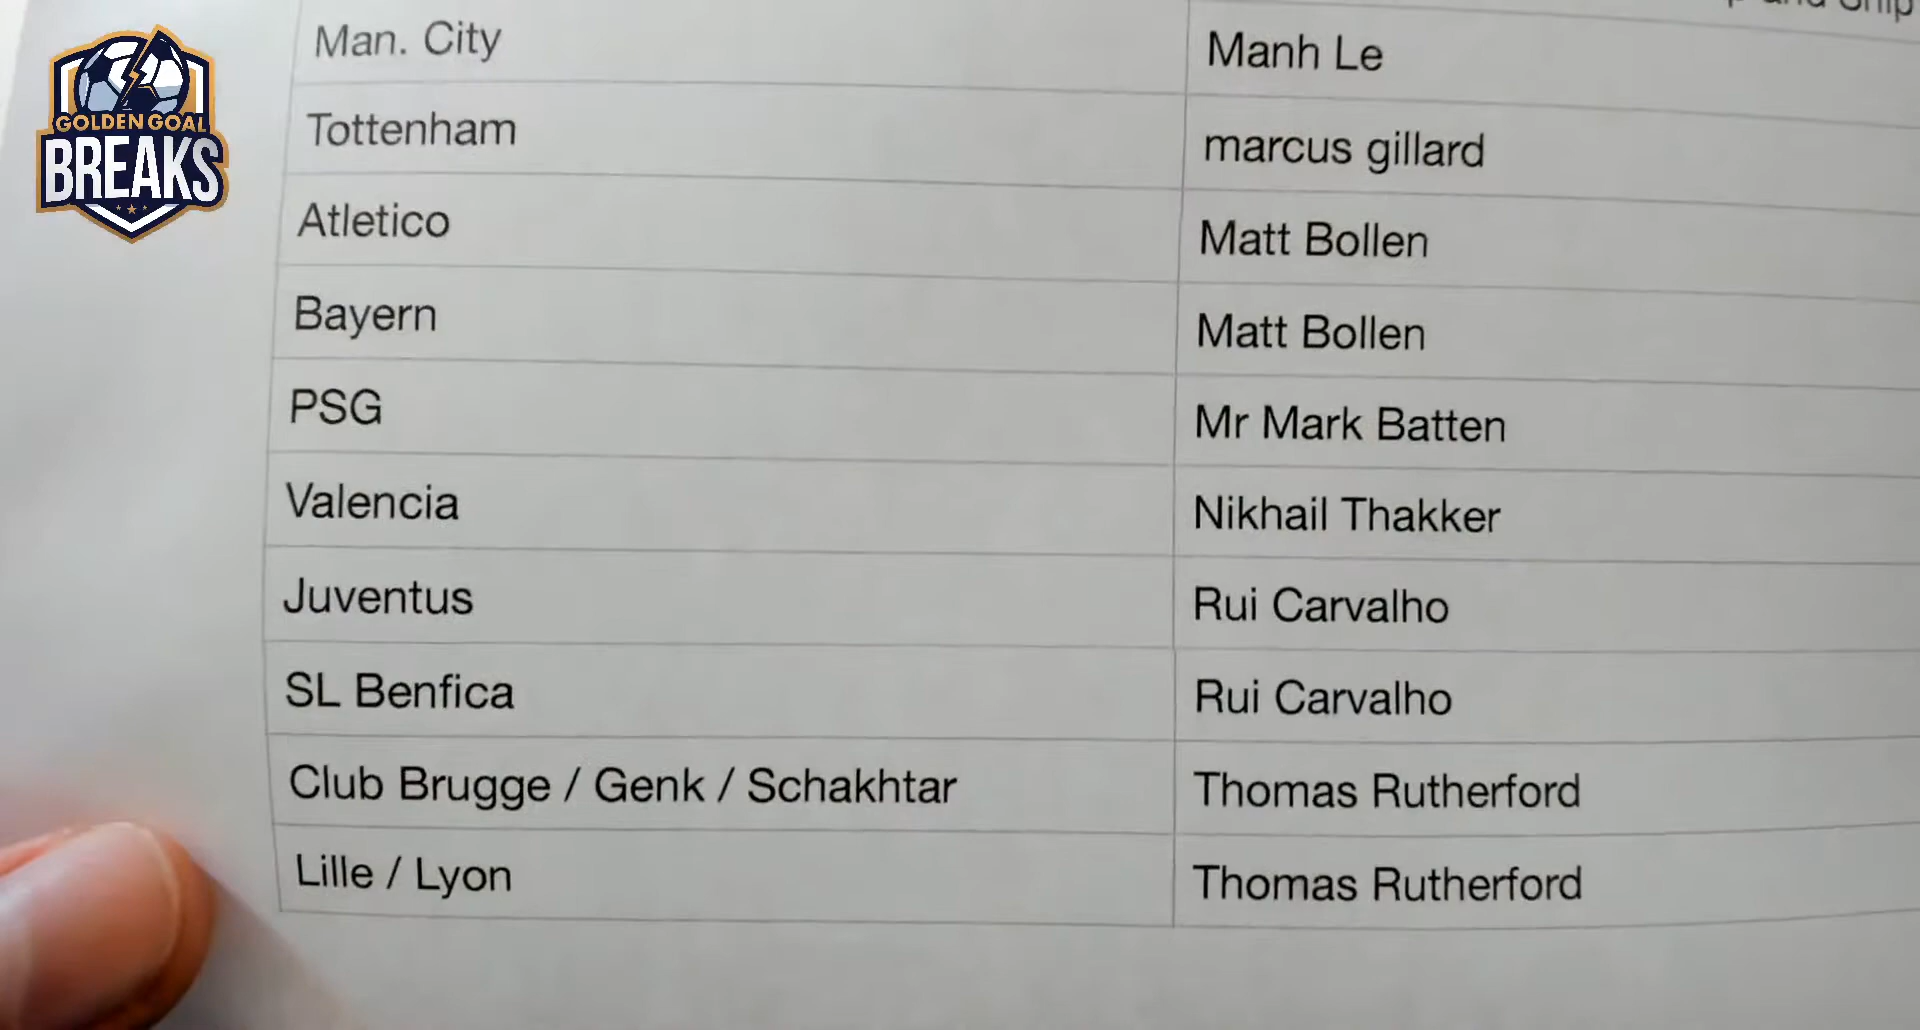 GOLDEN GOAL
BREAKS
Man. City
Manh Le
Tottenham
marcus gillard
Atletico
Matt Bollen
Bayern
Matt Bollen
PSG
Mr Mark Batten
Valencia
Nikhail Thakker
Juventus
Rui Carvalho
SL Benfica
Rui Carvalho
Club Brugge / Genk / Schakhtar
Thomas Rutherford
Lille / Lyon
Thomas Rutherford